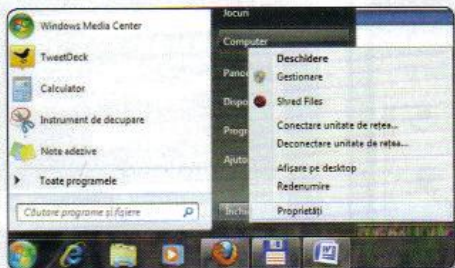 Windows Media Center
TweetDeck
Calculator
Instrument de decupare
Note adezive
Toate programele
Căutare programe și fișiere
Jocuri
Computer
Deschidere
Gestionare
Shred Files
Conectare unitate de rețea...
Deconectare unitate de rețea...
Afișare pe desktop
Redenumire
Proprietăți